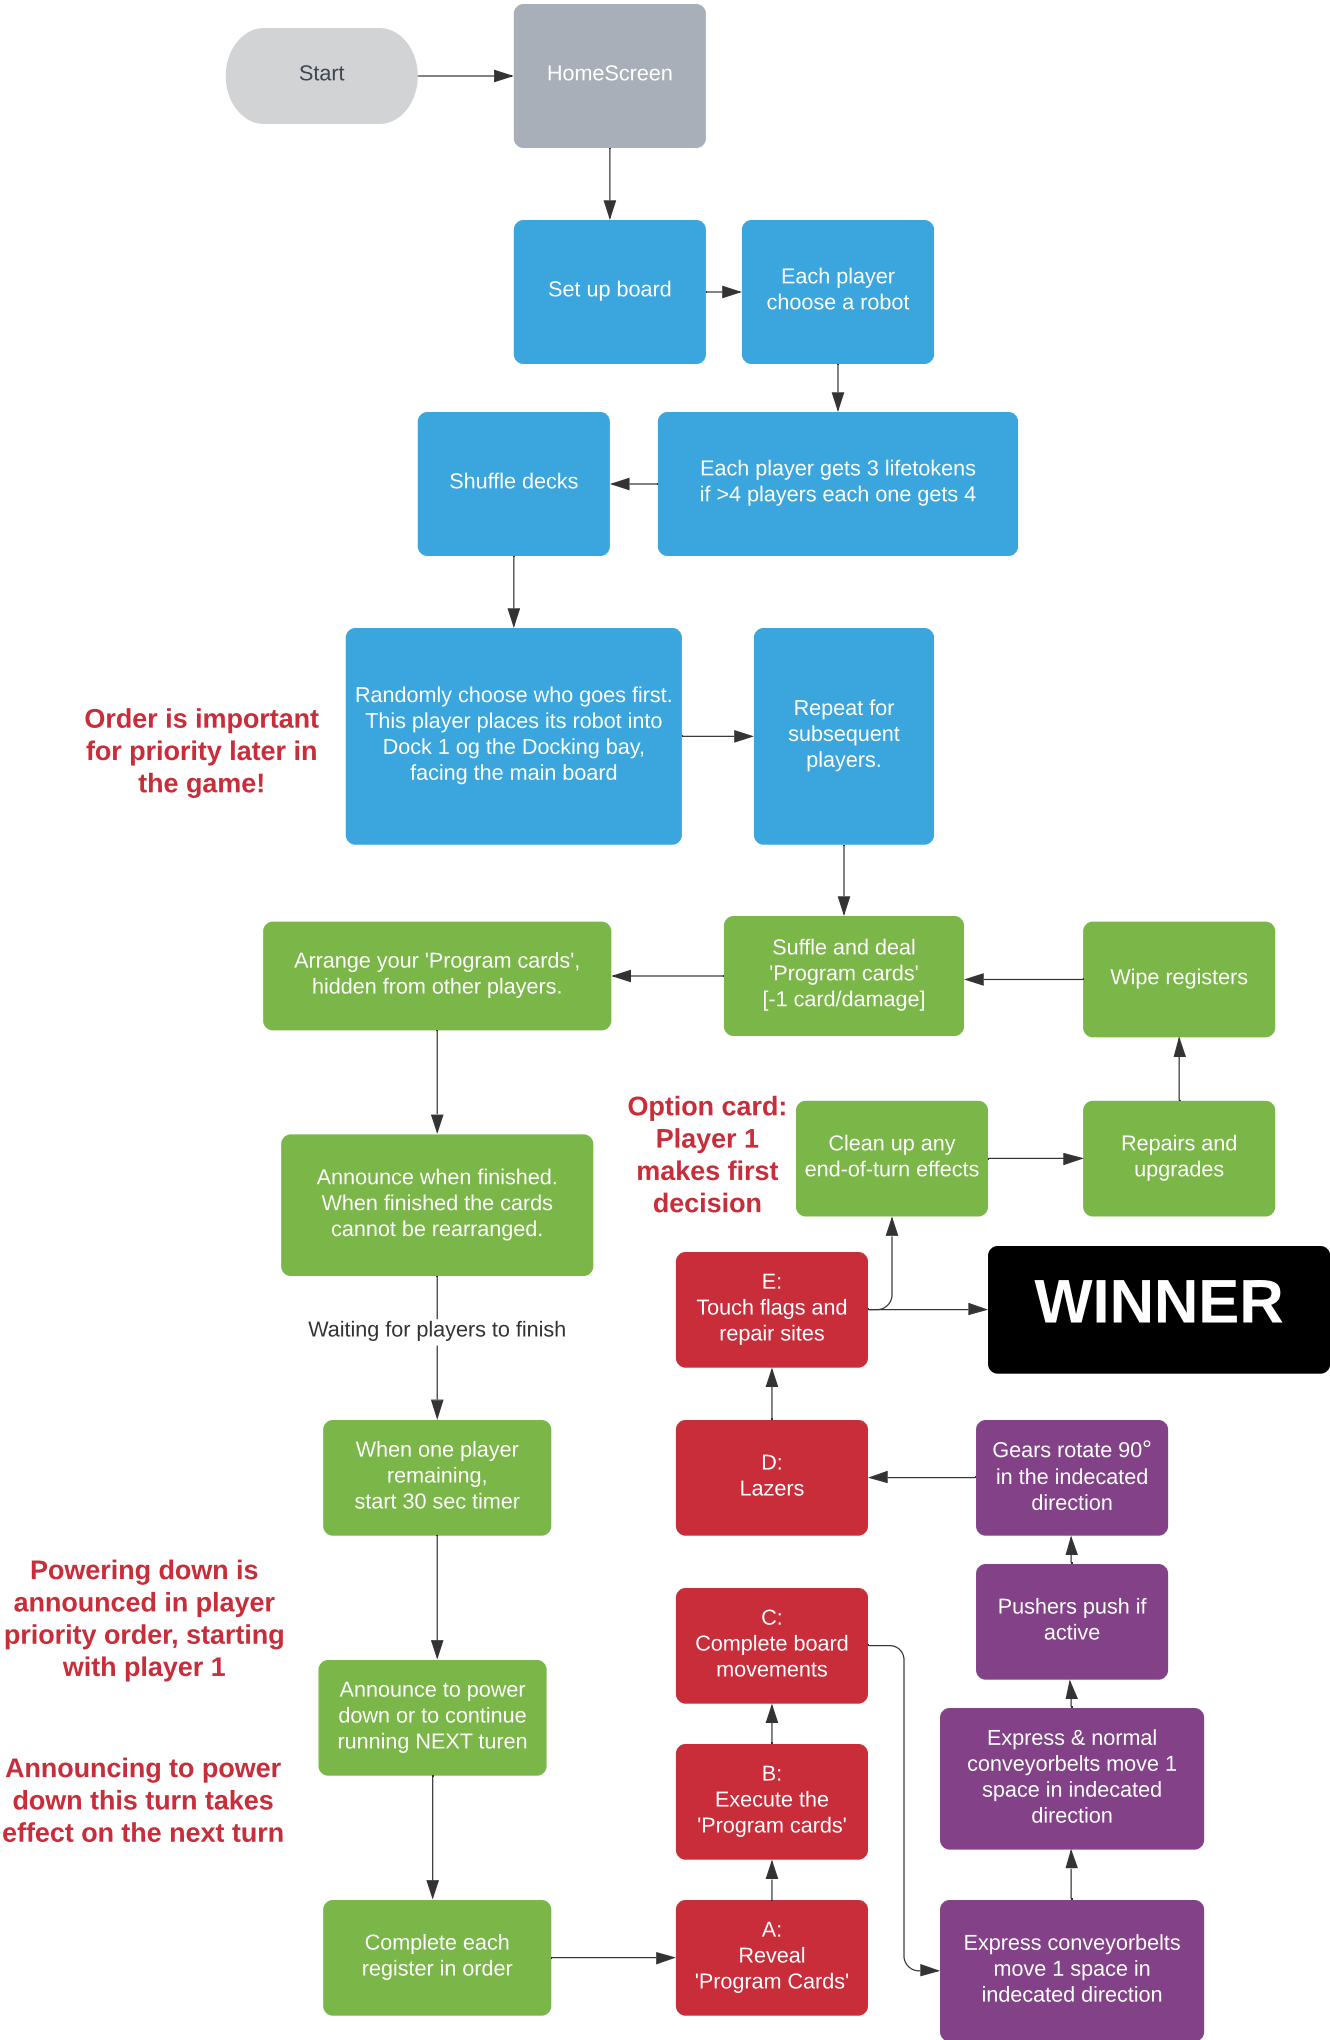 Start
HomeScreen
Set up board
Each player
choose a robot
Each player gets 3 lifetokens
if >4 players each one gets 4
Shuffle decks
Order is important
for priority later in
the game!
Randomly choose who goes first.
This player places its robot into
Dock 1 og the Docking bay,
facing the main board
Repeat for
subsequent
players.
Suffle and deal
'Program cards'
[-1 card/damage]
Arrange your 'Program cards',
hidden from other players.
Announce when finished.
When finished the cards
cannot be rearranged.
Waiting for players to finish
When one player
remaining,
start 30 sec timer
Powering down is
announced in player
priority order, starting
with player 1
Announce to power
down or to continue
running NEXT turen
Announcing to power
down this turn takes
effect on the next turn
Complete each
register in order
A:
Reveal
'Program Cards'
B:
Execute the
'Program cards'
C:
Complete board
movements
Express conveyorbelts
move 1 space in
indecated direction
Express & normal
conveyorbelts move 1
space in indecated
direction
Pushers push if
active
Gears rotate 90°
in the indecated
direction
D:
Lazers
E:
Touch flags and
repair sites
WINNER
Option card:
Player 1
makes first
decision
Clean up any
end-of-turn effects
Repairs and
upgrades
Wipe registers